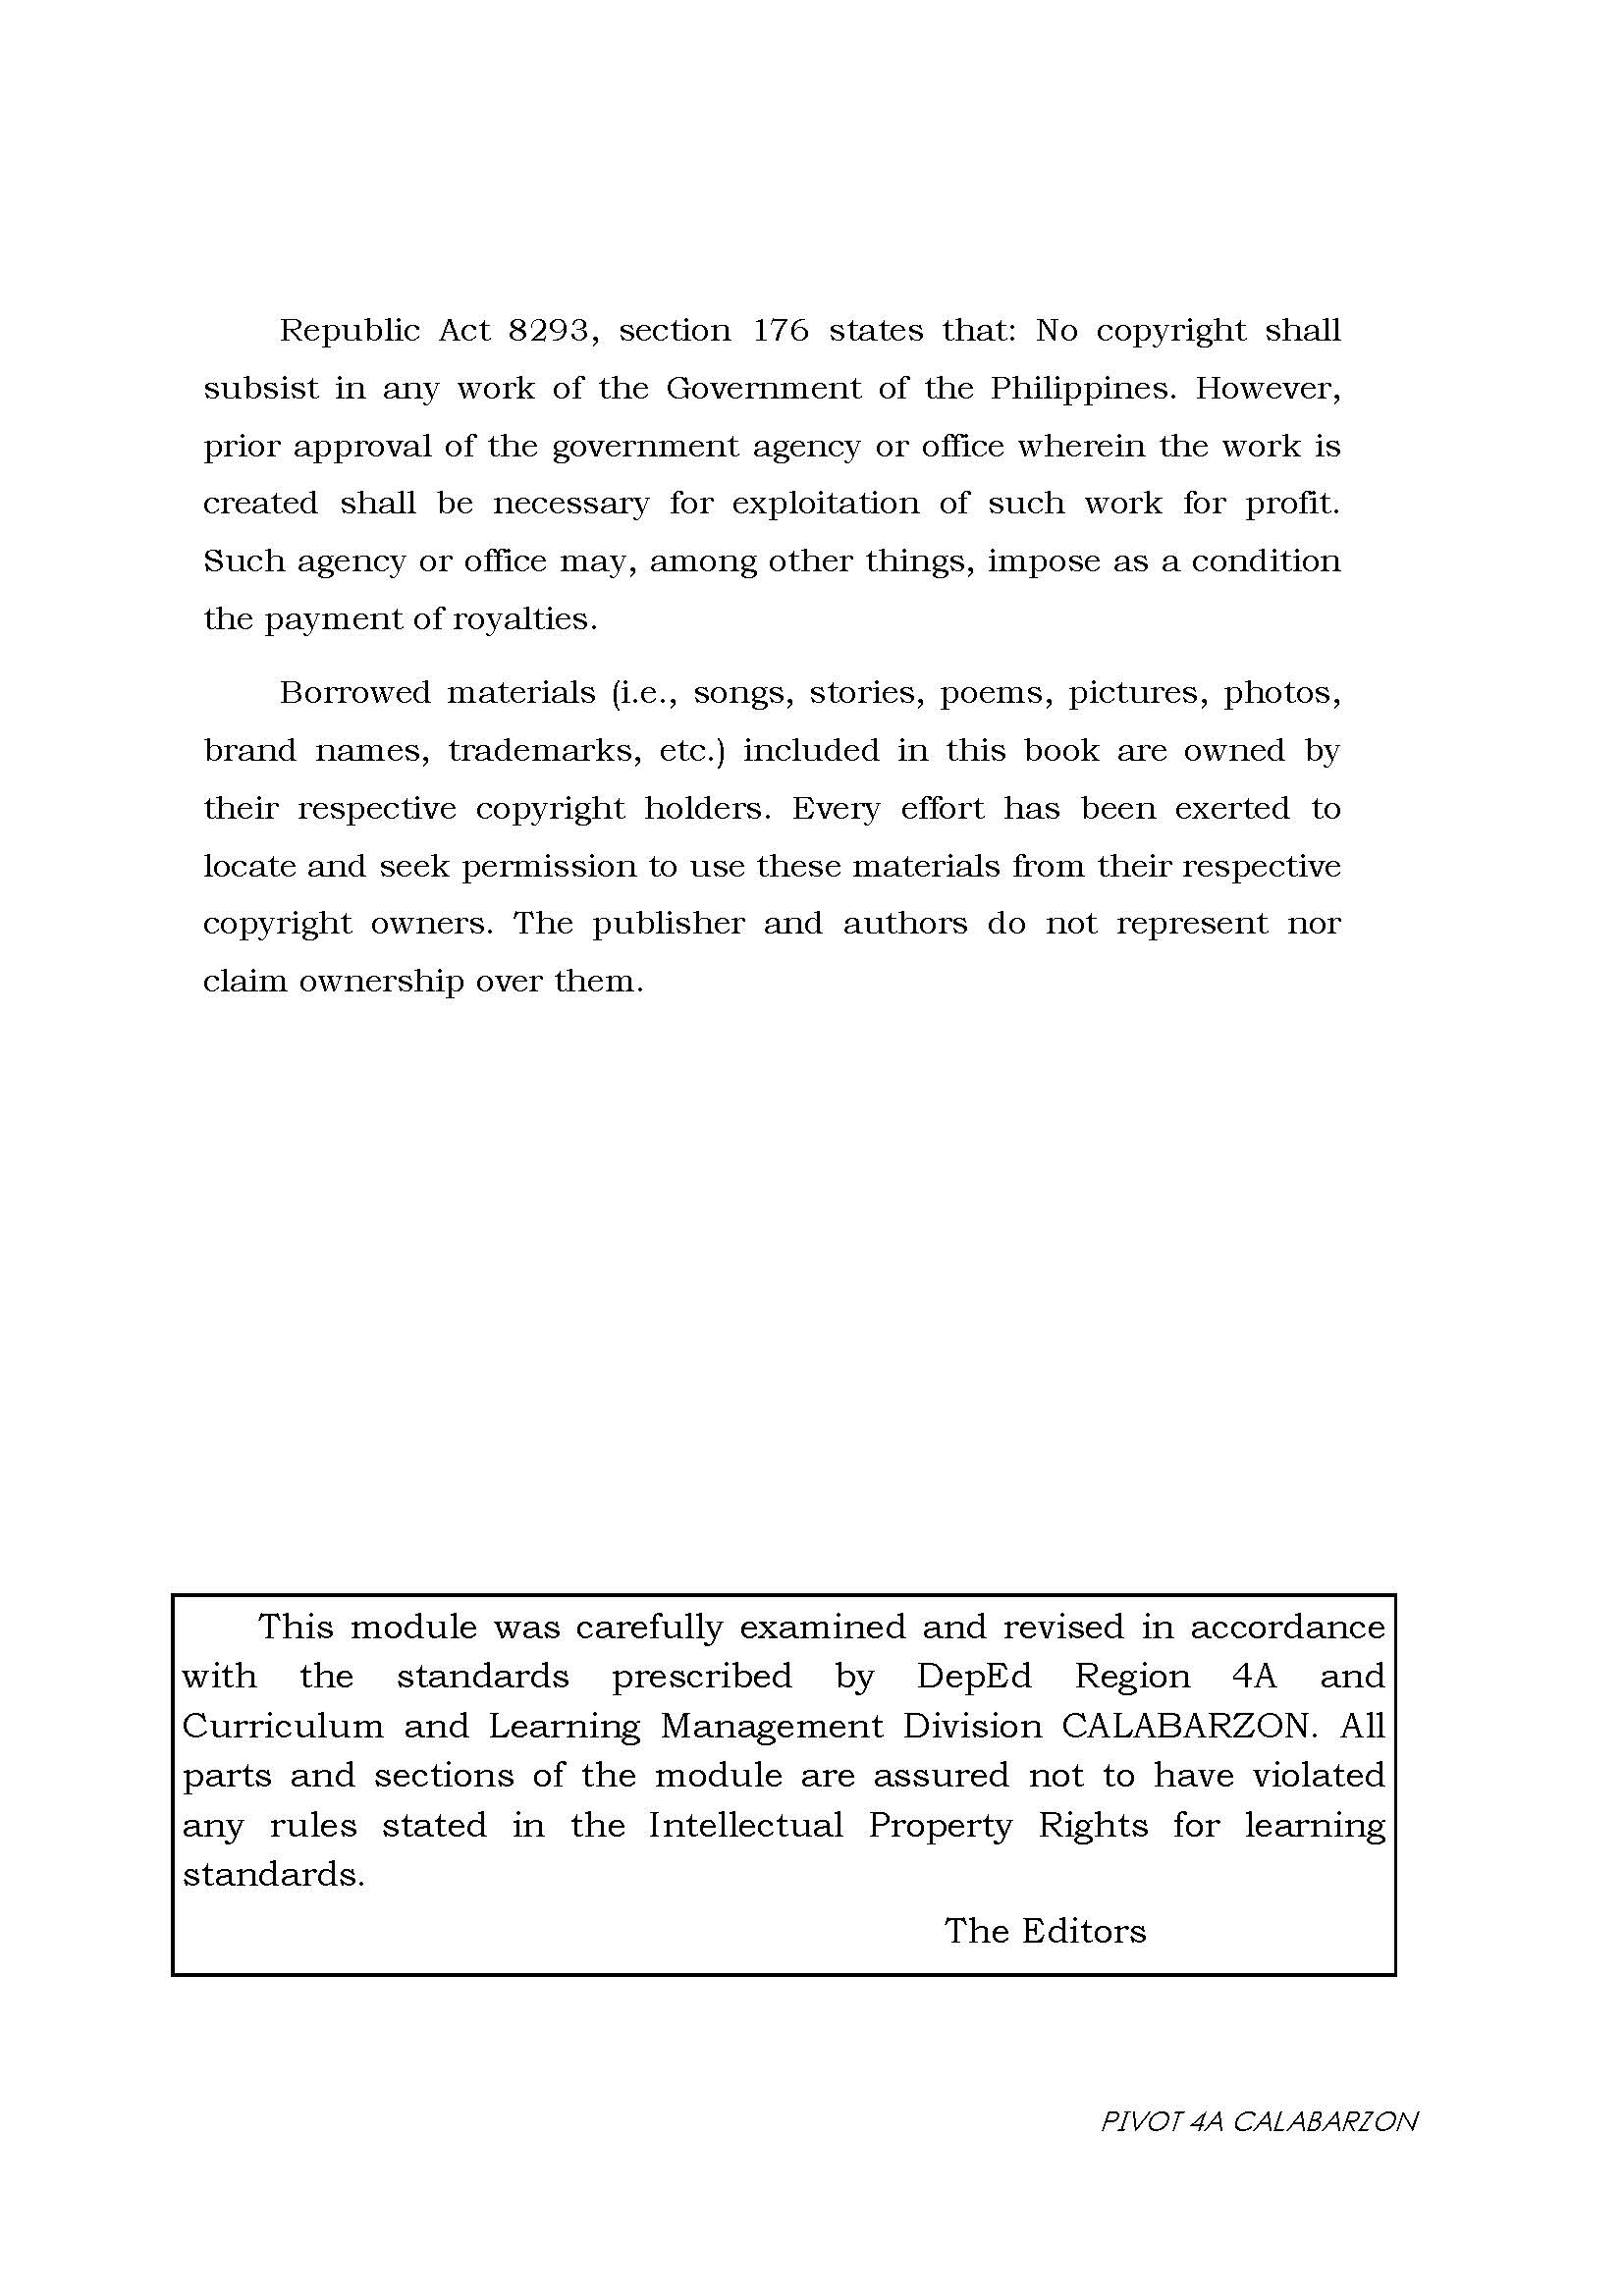 Republic Act 8293, section 176 states that: No copyright shall
subsist in any work of the Government of the Philippines. However,
prior approval of the government agency or office wherein the work is
created shall be necessary for exploitation of such work for profit.
Such agency or office may, among other things, impose as a condition
the payment of royalties.
Borrowed materials (i.e., songs, stories, poems, pictures, photos,
brand names, trademarks, etc.) included in this book are owned by
their respective copyright holders. Every effort has been exerted to
locate and seek permission to use these materials from their respective
copyright owners. The publisher and authors do not represent nor
claim ownership over them.
This module was carefully examined and revised in accordance
with the standards prescribed by DepEd Region 4A and
Curriculum and Learning Management Division CALABARZON. All
parts and sections of the module are assured not to have violated
any rules stated in the Intellectual Property Rights for learning
standards.
The Editors
PIVOT 4A CALABARZON